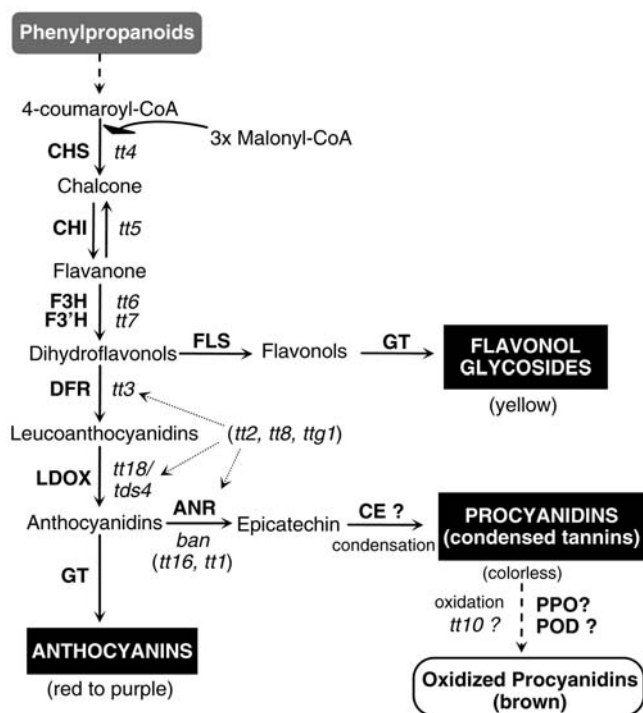 Phenylpropanoids
4-coumaroyl-CoA
3x Malonyl-CoA
CHS tt4
Chalcone
CHI tt5
Flavanone
F3H tt6
F3'H tt7
Dihydroflavonols FLS Flavonols GT FLAVONOL
GLYCOSIDES
(yellow)
DFR tt3
Leucoanthocyanidins (tt2, tt8, ttg1)
LDOX tt18/
tds4
Anthocyanidins ANR Epicatechin CE ? PROCYANIDINS
(condensed tannins)
ban condensation
(tt16, tt1)
(colorless)
GT
oxidation PPO?
tt10 ? POD ?
ANTHOCYANINS
(red to purple)
Oxidized Procyanidins
(brown)